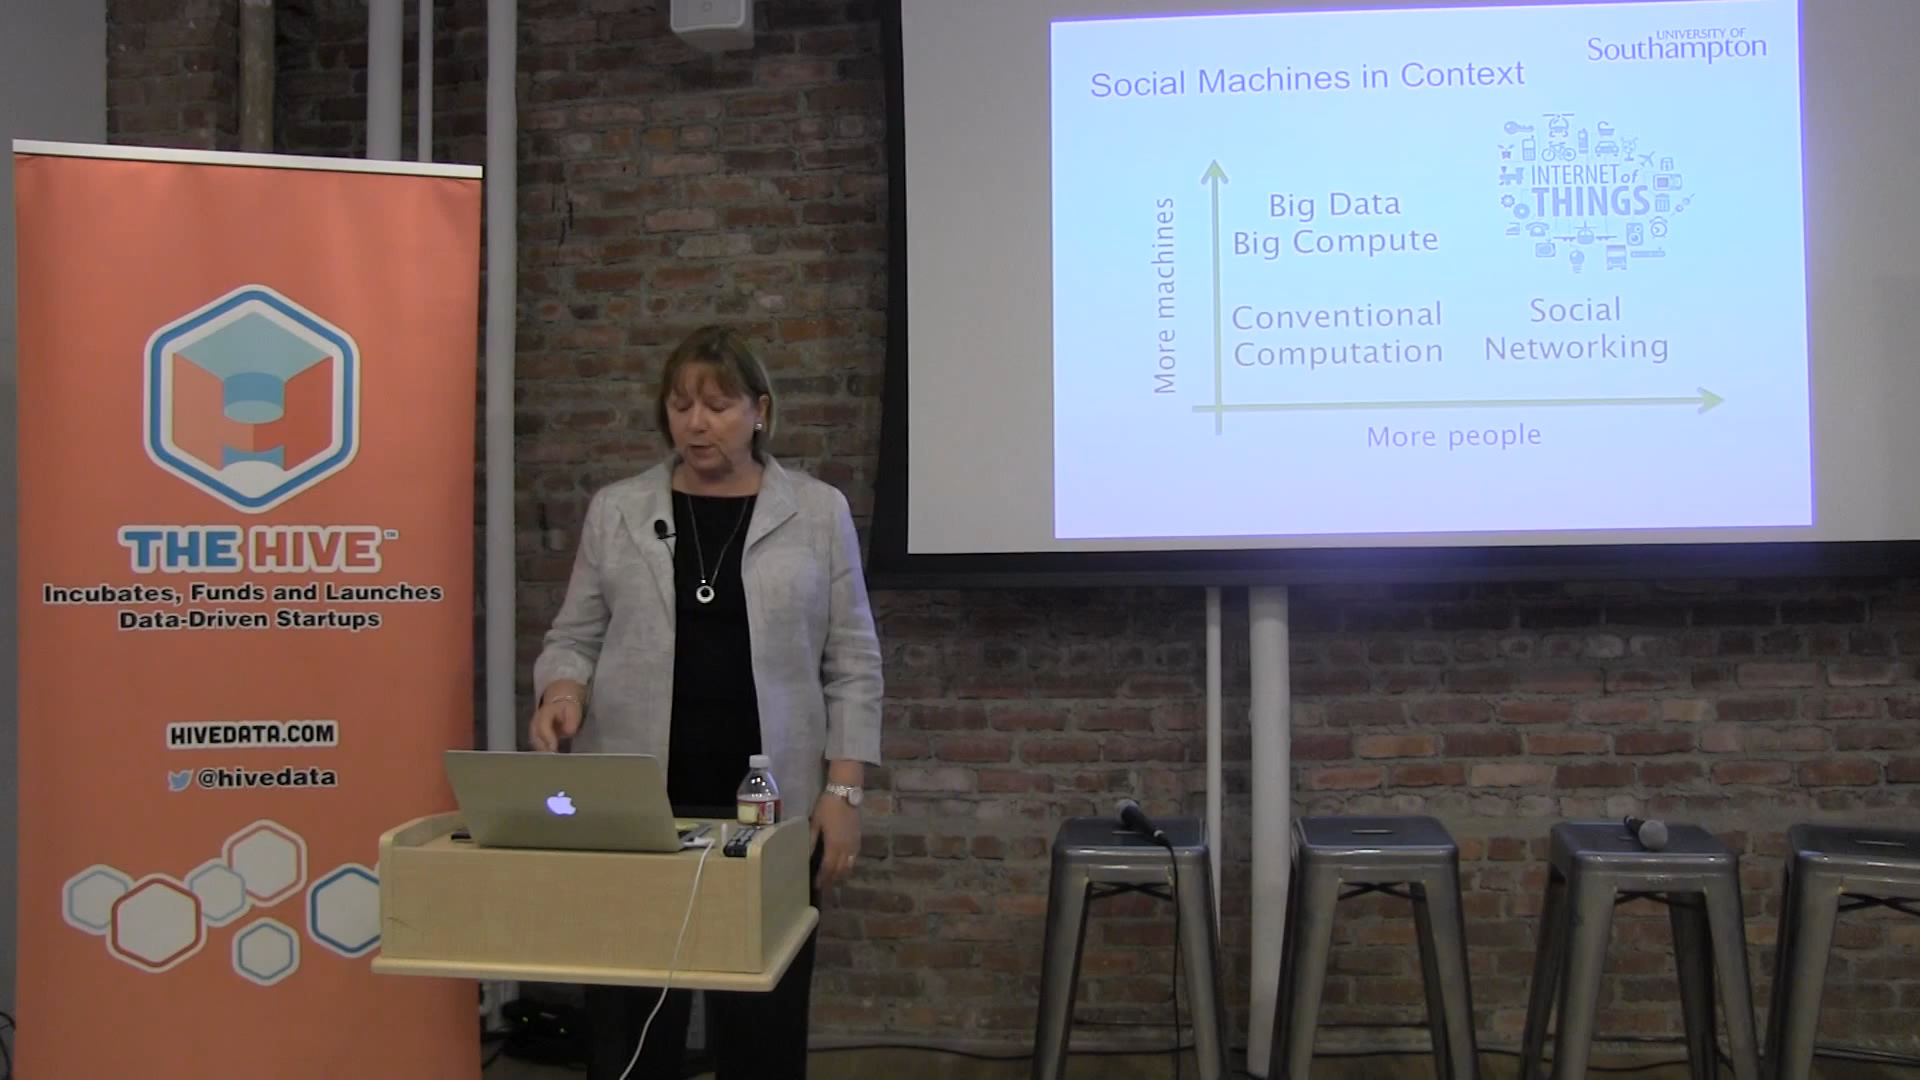 THE HIVE™
Incubates, Funds and Launches
Data-Driven Startups
HIVEDATA.COM
@hivedata
UNIVERSITY OF
Southampton
Social Machines in Context
More machines
Big Data
Big Compute
INTERNET of
THINGS
Conventional
Computation
Social
Networking
More people